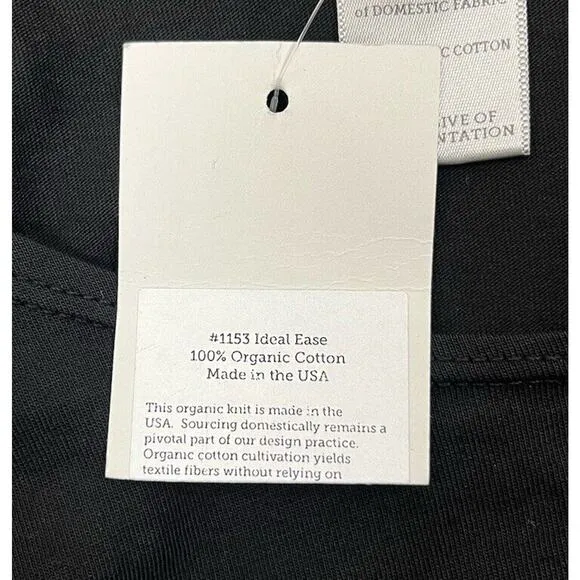 of DOMESTIC FABRIC
C COTTON
IVE OF
NTATION
#1153 Ideal Ease
100% Organic Cotton
Made in the USA
This organic knit is made in the
USA. Sourcing domestically remains a
pivotal part of our design practice.
Organic cotton cultivation yields
textile fibers without relying on